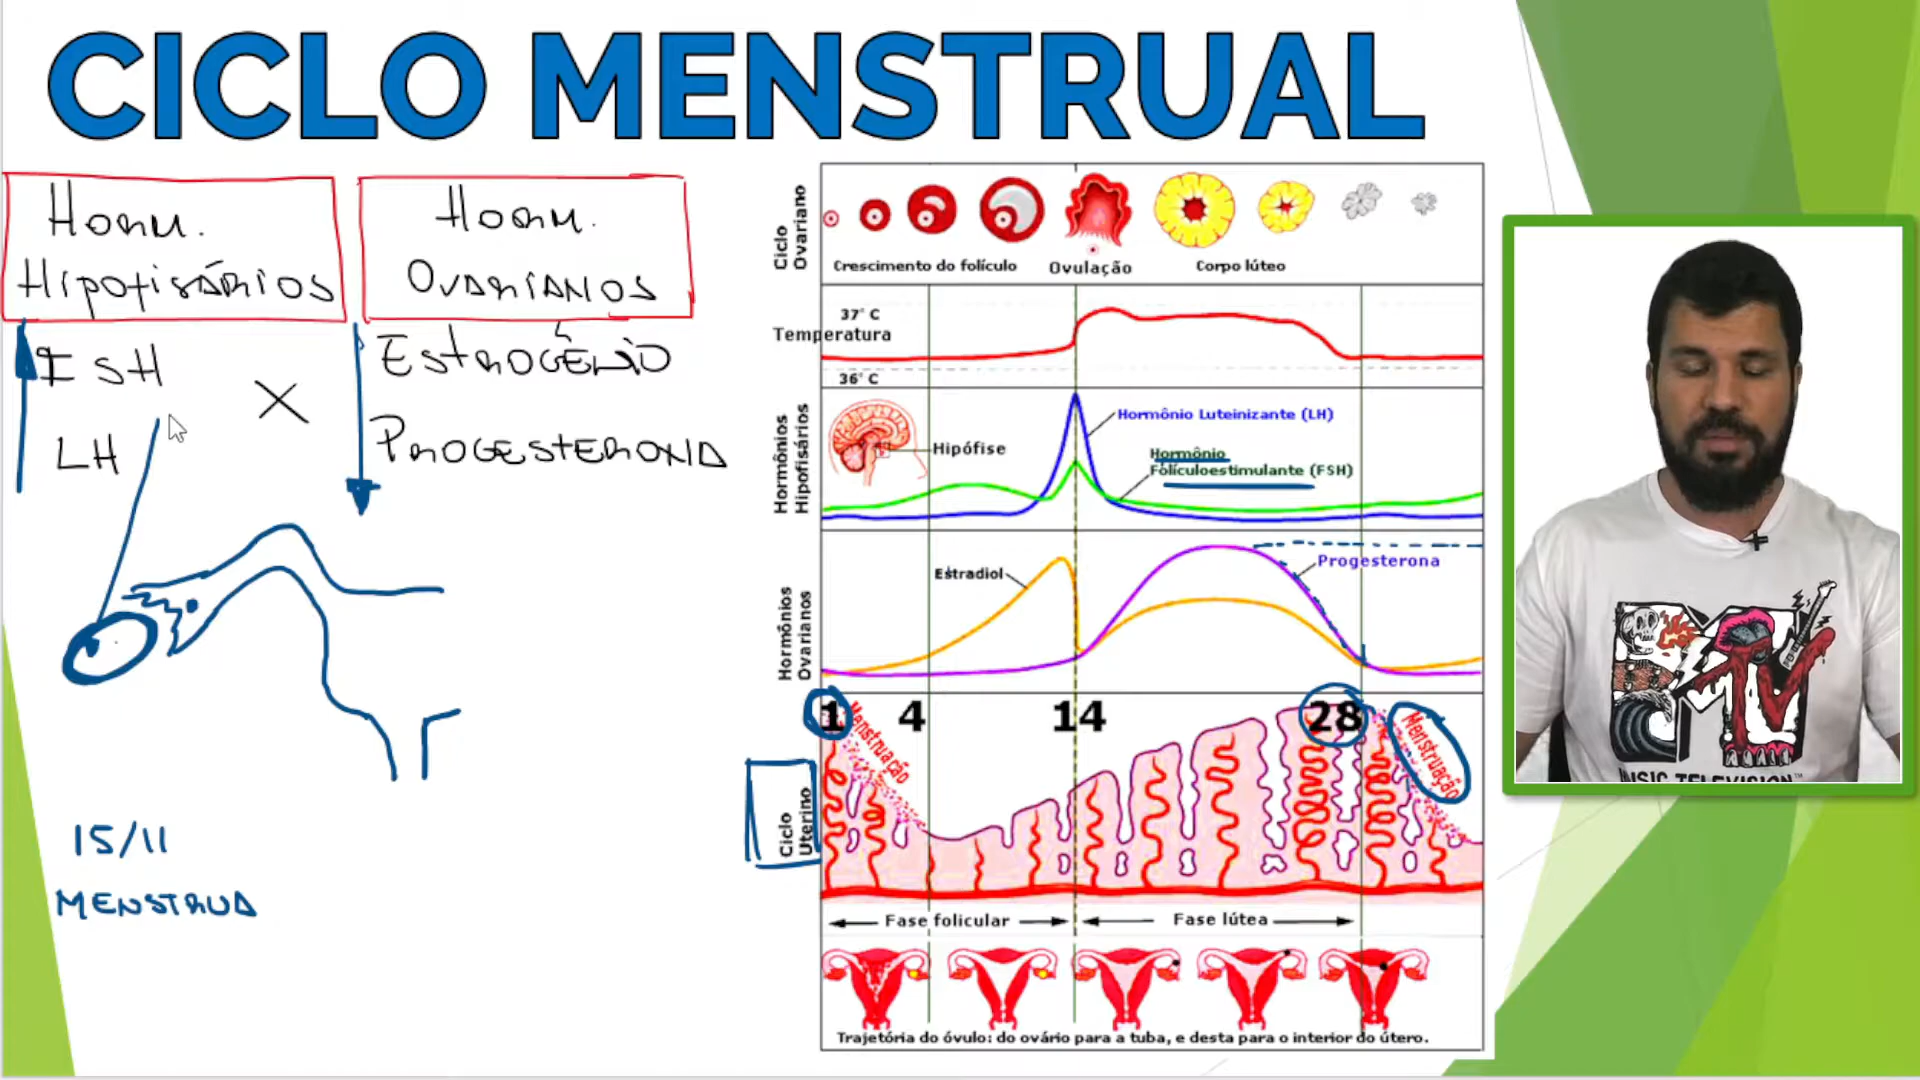 CICLO MENSTRUAL
HORM.
HIPOFISÁRIOS
HORM.
OVARIANOS
FSH
LH
X
ESTROGÊNIO
PROGESTERONA
15/11
MENSTRUA
Ciclo
Ovariano
Crescimento do folículo
Ovulação
Corpo lúteo
37° C
Temperatura
36° C
Hormônios
Hipofisários
Hipófise
Hormônio Luteinizante (LH)
Hormônio
Folículoestimulante (FSH)
Hormônios
Ovarianos
Estradiol
Progesterona
1 4 14 28
Menstruação
Menstruação
Ciclo
Uterino
Fase folicular
Fase lútea
Trajetória do óvulo: do ovário para a tuba, e desta para o interior do útero.
MTV
MUSIC TELEVISION™